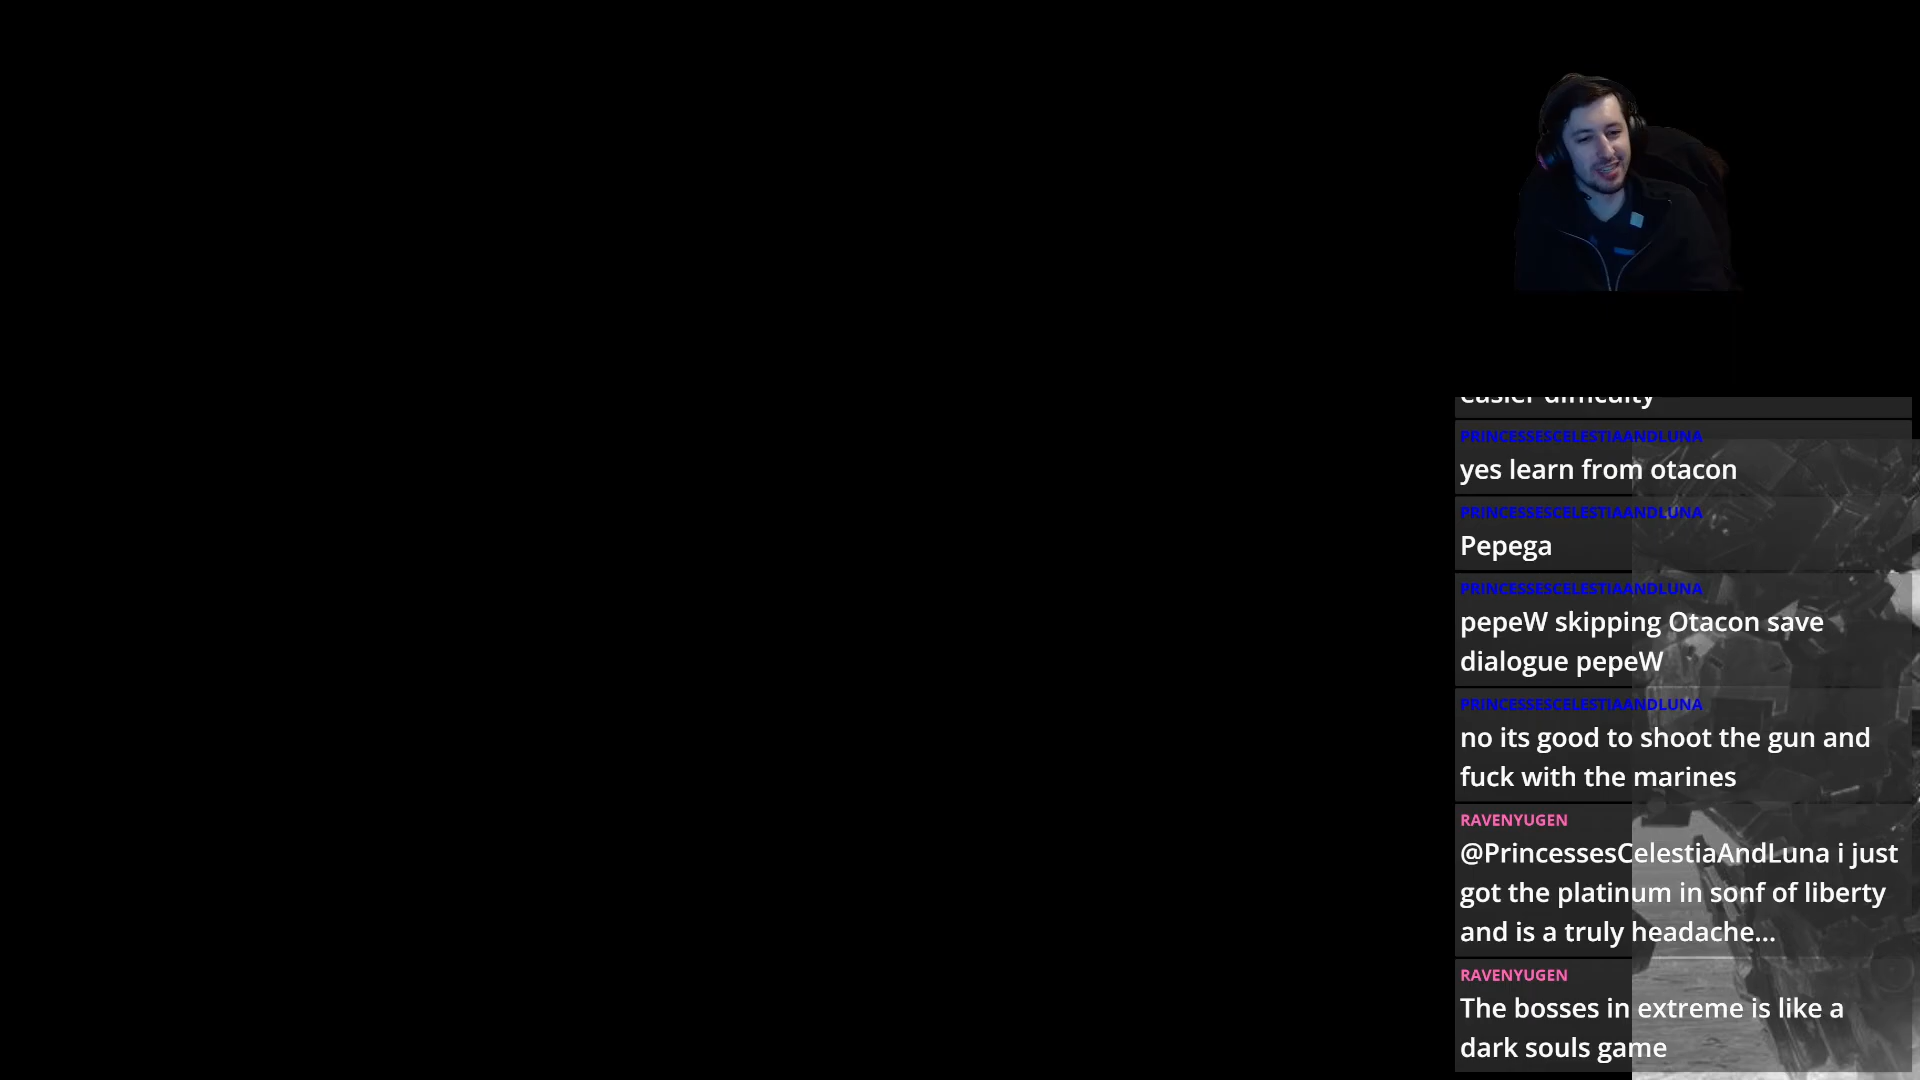 easier difficulty
PRINCESSESCELESTIAANDLUNA
yes learn from otacon
PRINCESSESCELESTIAANDLUNA
Pepega
PRINCESSESCELESTIAANDLUNA
pepeW skipping Otacon save
dialogue pepeW
PRINCESSESCELESTIAANDLUNA
no its good to shoot the gun and
fuck with the marines
RAVENYUGEN
@PrincessesCelestiaAndLuna i just
got the platinum in sonf of liberty
and is a truly headache...
RAVENYUGEN
The bosses in extreme is like a
dark souls game